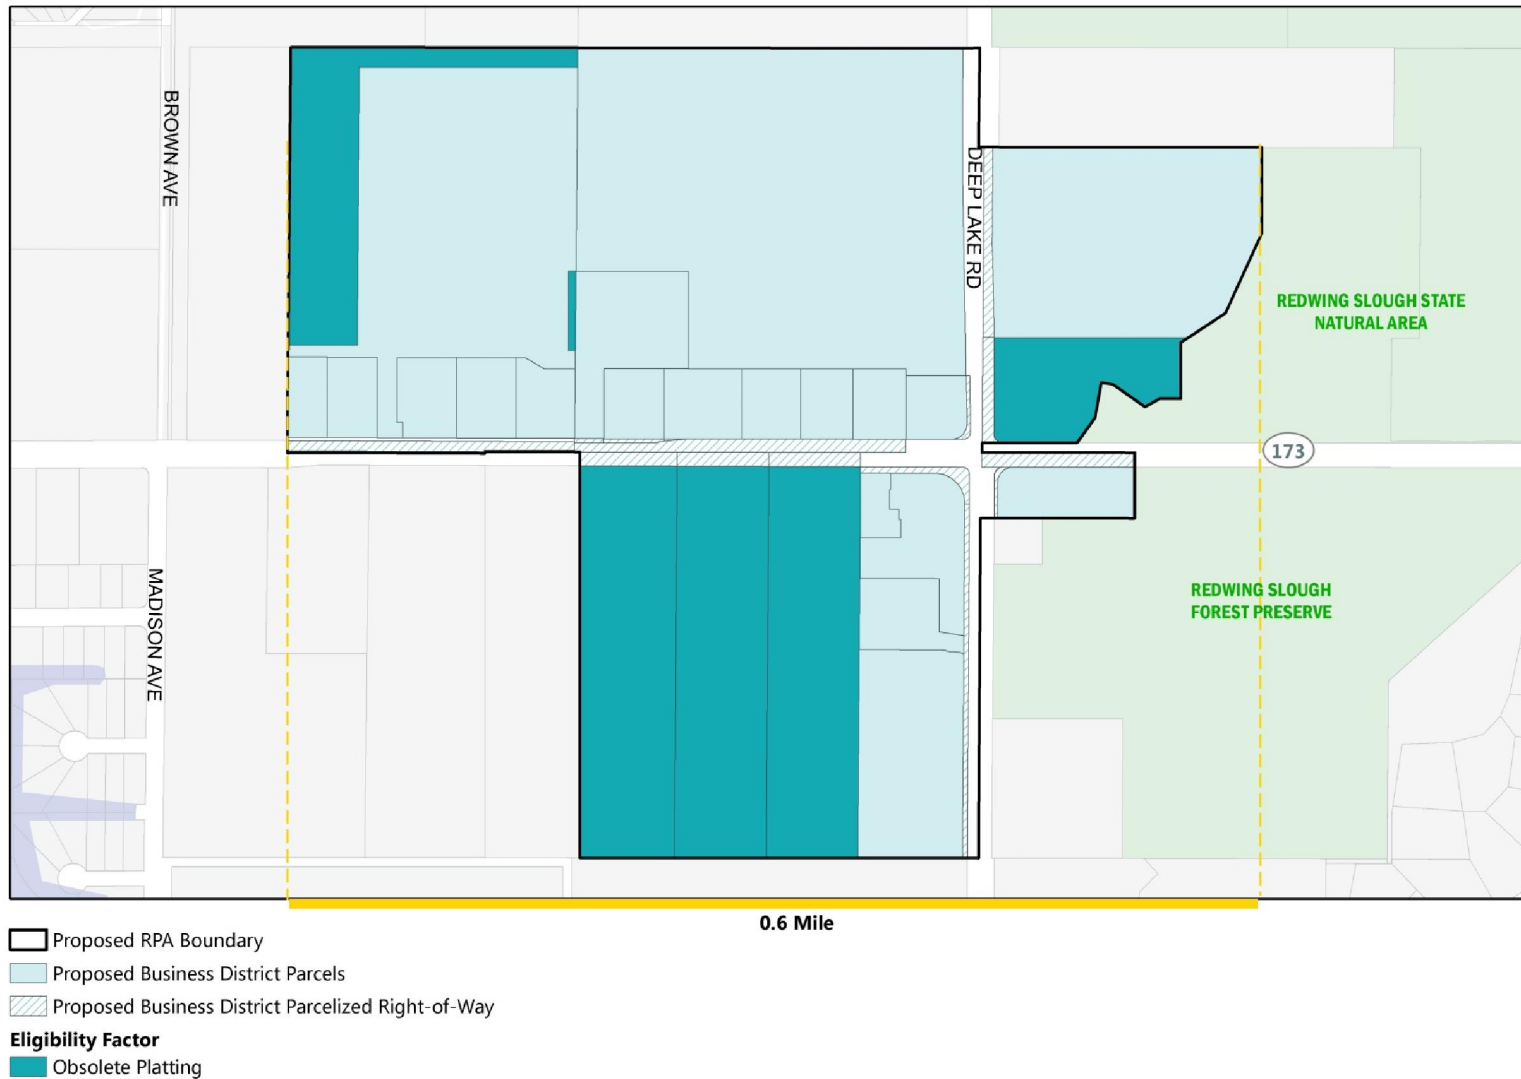 BROWN AVE
DEEP LAKE RD
REDWING SLOUGH STATE
NATURAL AREA
173
REDWING SLOUGH
FOREST PRESERVE
MADISON AVE
0.6 Mile
Proposed RPA Boundary
Proposed Business District Parcels
Proposed Business District Parcelized Right-of-Way
Eligibility Factor
Obsolete Platting